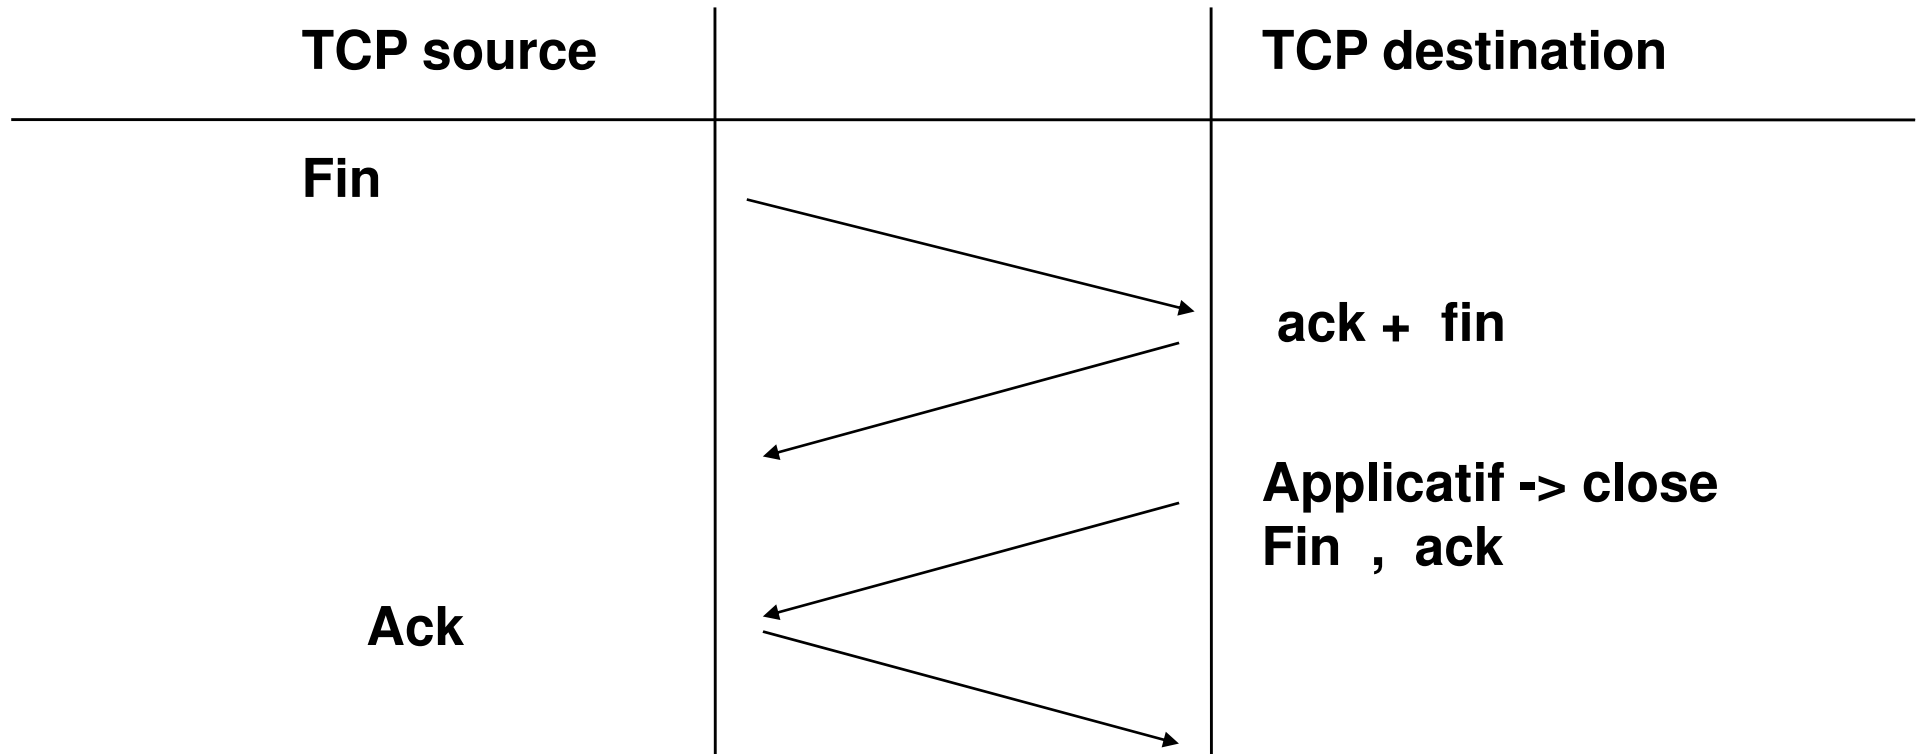 TCP source
TCP destination
Fin
ack + fin
Applicatif -> close
Fin , ack
Ack